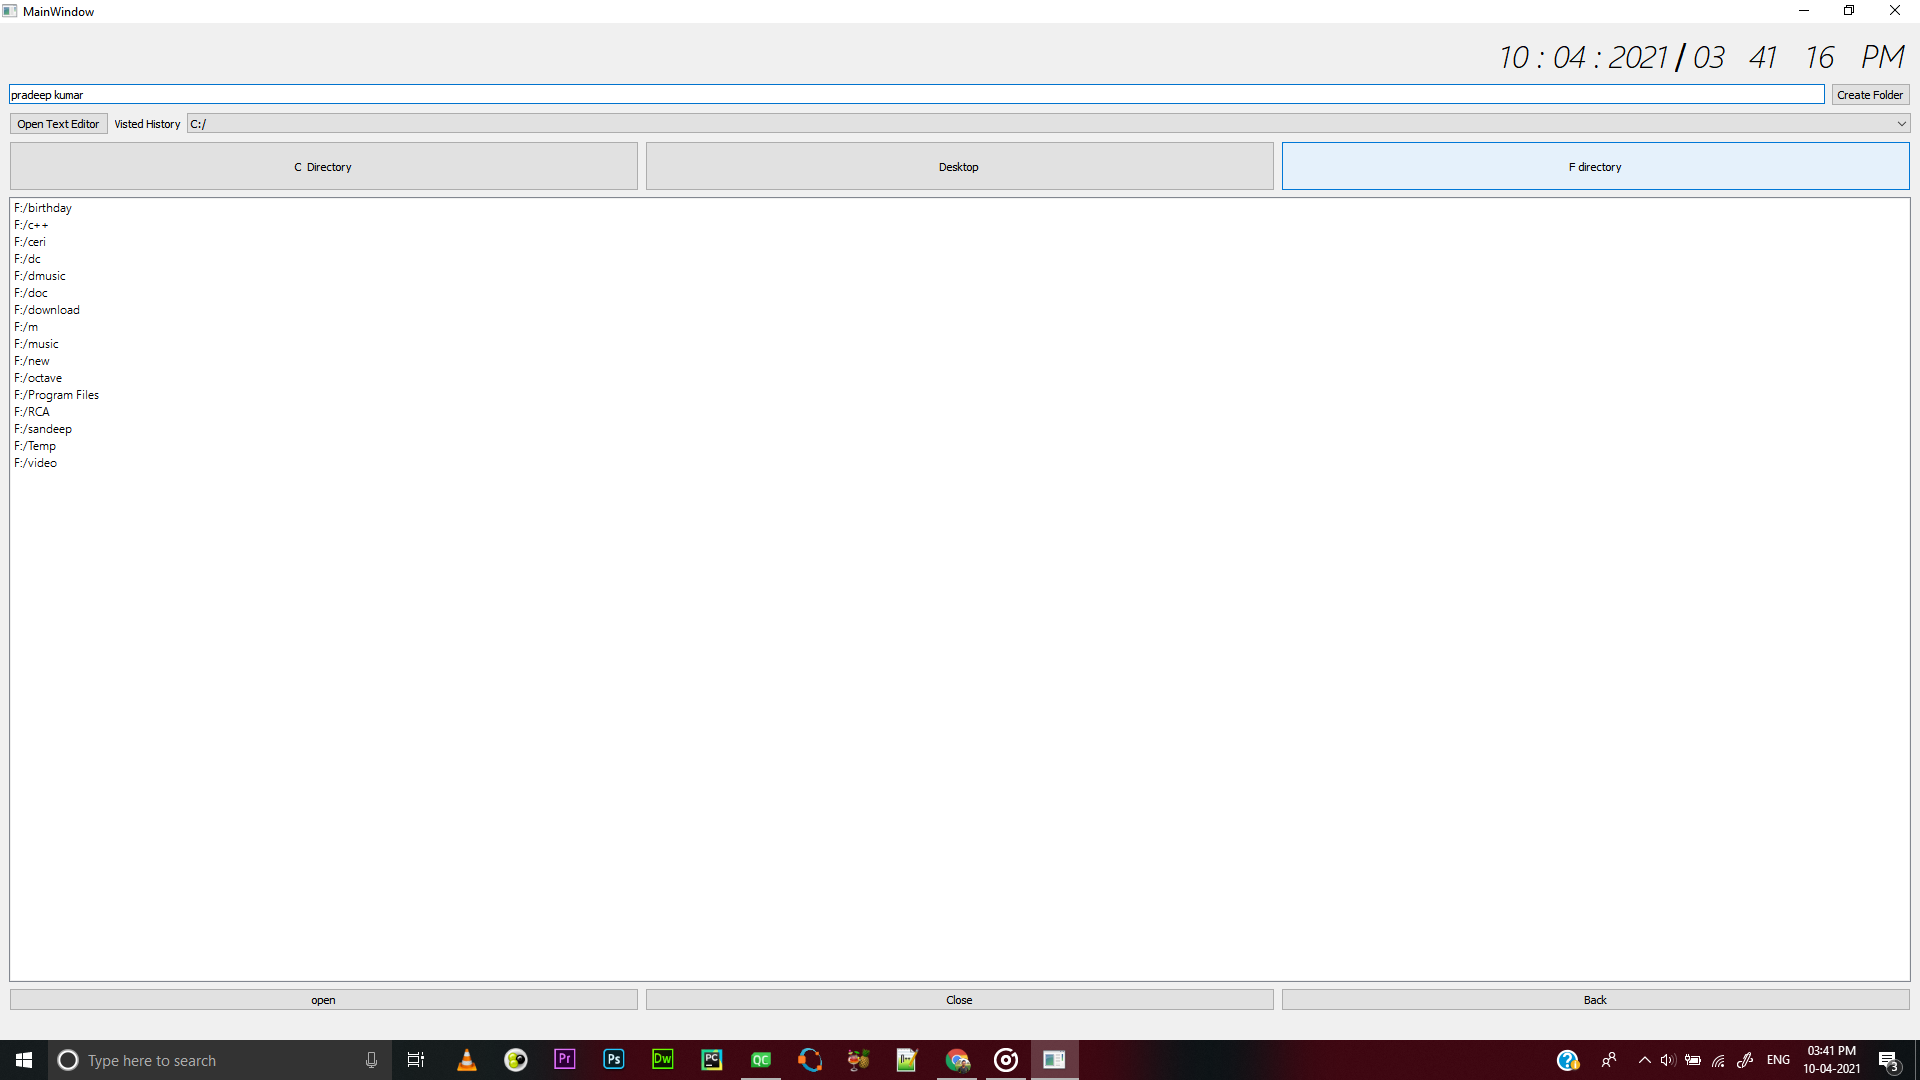 MainWindow
10 : 04 : 2021 / 03 41 16 PM
pradeep kumar Create Folder
Open Text Editor Visted History C:/
C Directory Desktop F directory
F:/birthday
F:/c++
F:/ceri
F:/dc
F:/dmusic
F:/doc
F:/download
F:/m
F:/music
F:/new
F:/octave
F:/Program Files
F:/RCA
F:/sandeep
F:/Temp
F:/video
open Close Back
Type here to search Pr Ps Dw PC QC ENG 03:41 PM
10-04-2021 3